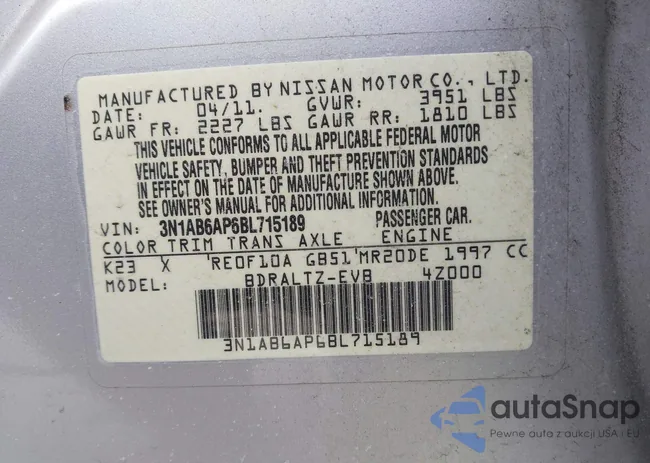 MANUFACTURED BY NISSAN MOTOR CO., LTD.
DATE: 04/11. GVWR: 3951 LBS
GAWR FR: 2227 LBS GAWR RR: 1810 LBS
THIS VEHICLE CONFORMS TO ALL APPLICABLE FEDERAL MOTOR
VEHICLE SAFETY, BUMPER AND THEFT PREVENTION STANDARDS
IN EFFECT ON THE DATE OF MANUFACTURE SHOWN ABOVE.
SEE OWNER'S MANUAL FOR ADDITIONAL INFORMATION.
VIN: 3N1AB6AP6BL715189 PASSENGER CAR.
COLOR TRIM TRANS AXLE ENGINE
K23 X 'RE0F10A GB51'MR20DE 1997 CC
MODEL: BDRALTZ-EVB 4Z000
3N1AB6AP6BL715189
autoSnap
Pewne auta z aukcji USA i EU